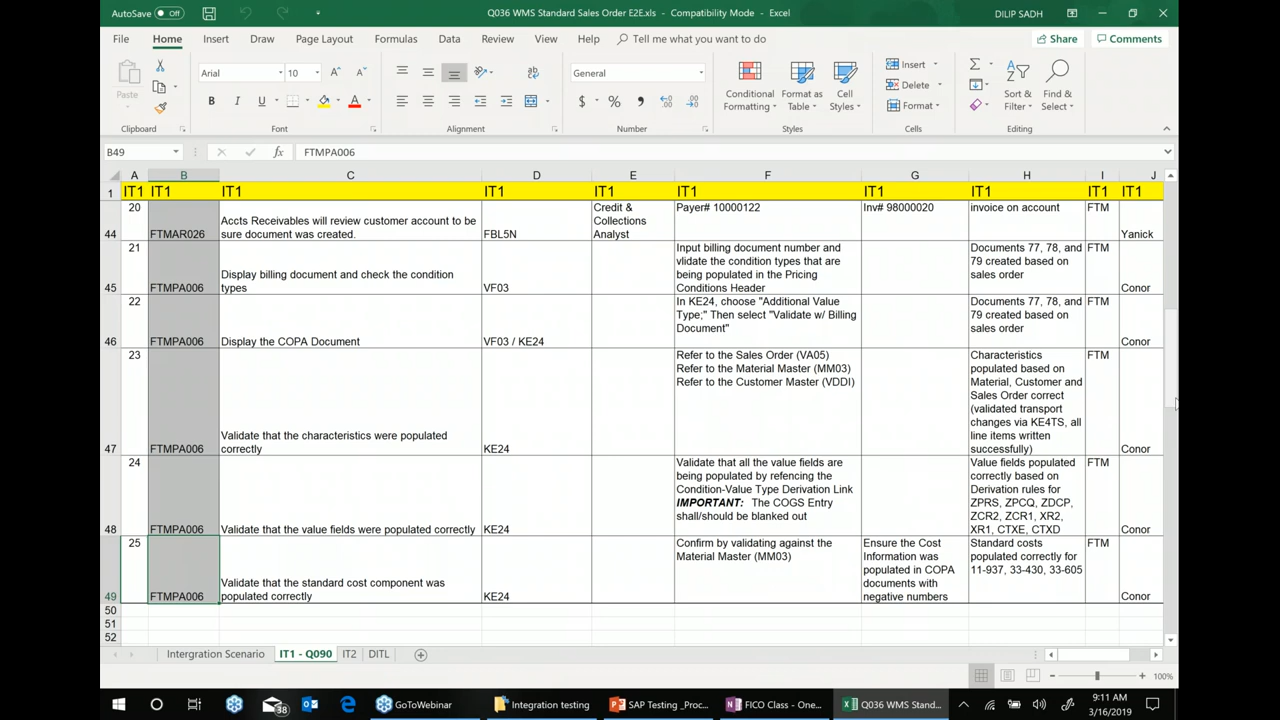 AutoSave Off
Q036 WMS Standard Sales Order E2E.xls - Compatibility Mode - Excel
DILIP SADH
File Home Insert Draw Page Layout Formulas Data Review View Help Tell me what you want to do
Share Comments
Paste
Clipboard
Arial 10
B I U
Font
Alignment
General
$ % ,
Number
Conditional Formatting
Format as Table
Cell Styles
Styles
Insert
Delete
Format
Cells
Sort & Filter
Find & Select
Editing
B49
fx FTMPA006
A B C D E F G H I J
1 IT1 IT1 IT1 IT1 IT1 IT1 IT1 IT1 IT1 IT1
44
20
FTMAR026
Accts Receivables will review customer account to be
sure document was created.
FBL5N
Credit &
Collections
Analyst
Payer# 10000122
Inv# 98000020
invoice on account
FTM
Yanick
45
21
FTMPA006
Display billing document and check the condition
types
VF03
Input billing document number and
vlidate the condition types that are
being populated in the Pricing
Conditions Header
Documents 77, 78, and
79 created based on
sales order
FTM
Conor
46
22
FTMPA006
Display the COPA Document
VF03 / KE24
In KE24, choose "Additional Value
Type;" Then select "Validate w/ Billing
Document"
Documents 77, 78, and
79 created based on
sales order
FTM
Conor
47
23
FTMPA006
Validate that the characteristics were populated
correctly
KE24
Refer to the Sales Order (VA05)
Refer to the Material Master (MM03)
Refer to the Customer Master (VDDI)
Characteristics
populated based on
Material, Customer and
Sales Order correct
(validated transport
changes via KE4TS, all
line items written
successfully)
FTM
Conor
48
24
FTMPA006
Validate that the value fields were populated correctly
KE24
Validate that all the value fields are
being populated by refencing the
Condition-Value Type Derivation Link
IMPORTANT: The COGS Entry
shall/should be blanked out
Value fields populated
correctly based on
Derivation rules for
ZPRS, ZPCQ, ZDCP,
ZCR2, ZCR1, XR2,
XR1, CTXE, CTXD
FTM
Conor
49
25
FTMPA006
Validate that the standard cost component was
populated correctly
KE24
Confirm by validating against the
Material Master (MM03)
Ensure the Cost
Information was
populated in COPA
documents with
negative numbers
Standard costs
populated correctly for
11-937, 33-430, 33-605
FTM
Conor
50
51
52
Intergration Scenario IT1 - Q090 IT2 DITL
100%
38
GoToWebinar
Integration testing
SAP Testing _Proc...
FICO Class - One...
Q036 WMS Stand...
9:11 AM
3/16/2019